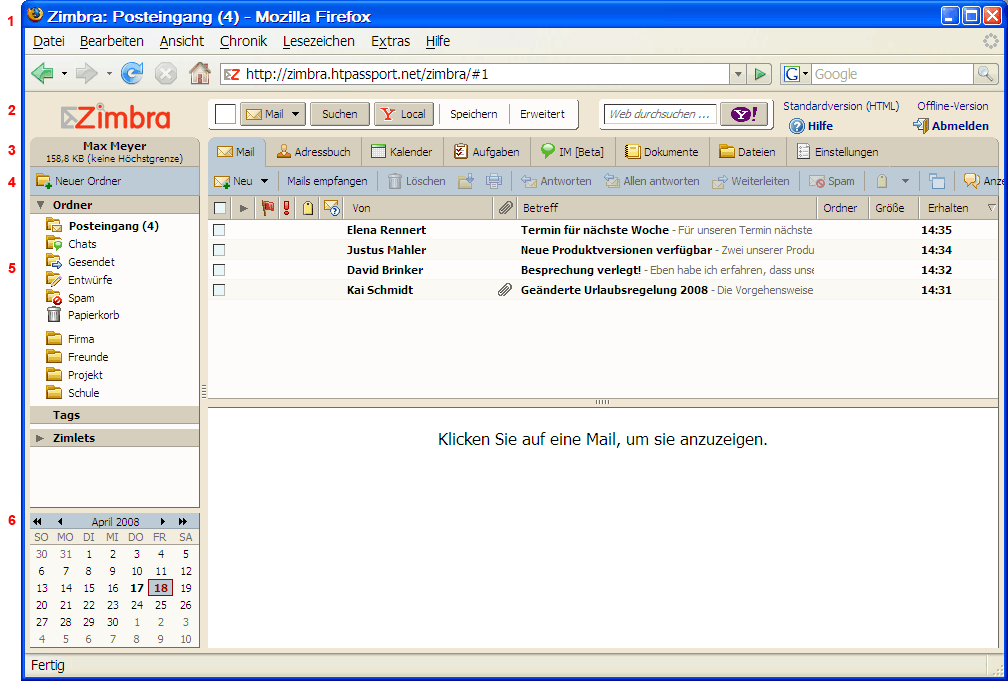 1 Zimbra: Posteingang (4) - Mozilla Firefox
Datei Bearbeiten Ansicht Chronik Lesezeichen Extras Hilfe
http://zimbra.htpassport.net/zimbra/#1 G Google
2 Zimbra Mail Suchen Y Local Speichern Erweitert Web durchsuchen ... Y! Standardversion (HTML) Offline-Version
Hilfe Abmelden
3 Max Meyer Mail Adressbuch Kalender Aufgaben IM [Beta] Dokumente Dateien Einstellungen
158,8 KB (keine Höchstgrenze)
4 Neuer Ordner Neu Mails empfangen Löschen Antworten Allen antworten Weiterleiten Spam Anze
Ordner Von Betreff Ordner Größe Erhalten
Posteingang (4) Elena Rennert Termin für nächste Woche - Für unseren Termin nächste 14:35
Chats Justus Mahler Neue Produktversionen verfügbar - Zwei unserer Produ 14:34
5 Gesendet David Brinker Besprechung verlegt! - Eben habe ich erfahren, dass unse 14:32
Entwürfe Kai Schmidt Geänderte Urlaubsregelung 2008 - Die Vorgehensweise 14:31
Spam
Papierkorb
Firma
Freunde
Projekt
Schule
Tags
Zimlets
Klicken Sie auf eine Mail, um sie anzuzeigen.
6 April 2008
SO MO DI MI DO FR SA
30 31 1 2 3 4 5
6 7 8 9 10 11 12
13 14 15 16 17 18 19
20 21 22 23 24 25 26
27 28 29 30 1 2 3
4 5 6 7 8 9 10
Fertig